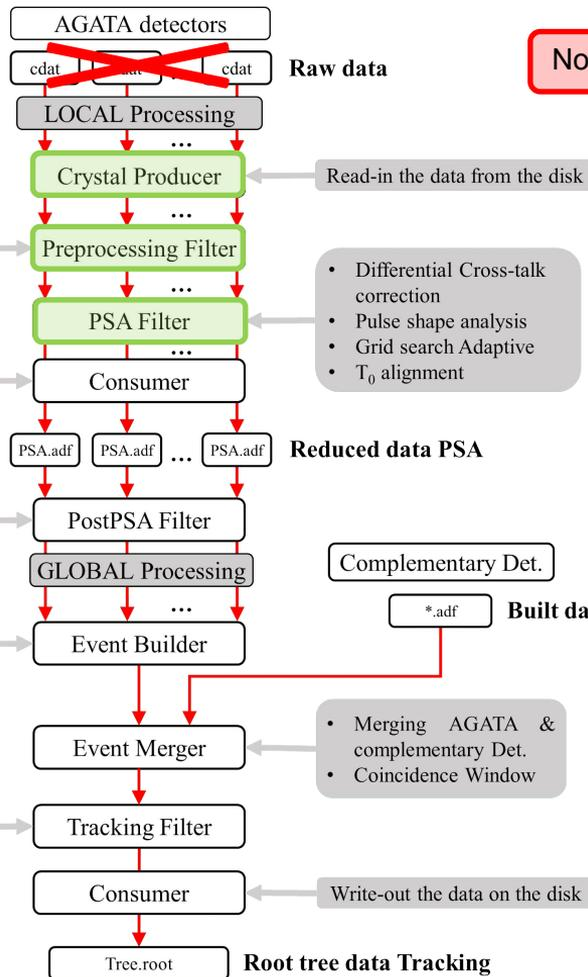 AGATA detectors
cdat
cdat
Raw data
No
LOCAL Processing
...
Crystal Producer
Read-in the data from the disk
...
Preprocessing Filter
...
• Differential Cross-talk
correction
• Pulse shape analysis
• Grid search Adaptive
• T₀ alignment
PSA Filter
...
Consumer
PSA.adf PSA.adf ... PSA.adf
Reduced data PSA
PostPSA Filter
GLOBAL Processing
Complementary Det.
...
*.adf
Built da
Event Builder
• Merging AGATA &
complementary Det.
• Coincidence Window
Event Merger
Tracking Filter
Consumer
Write-out the data on the disk
Tree.root
Root tree data Tracking